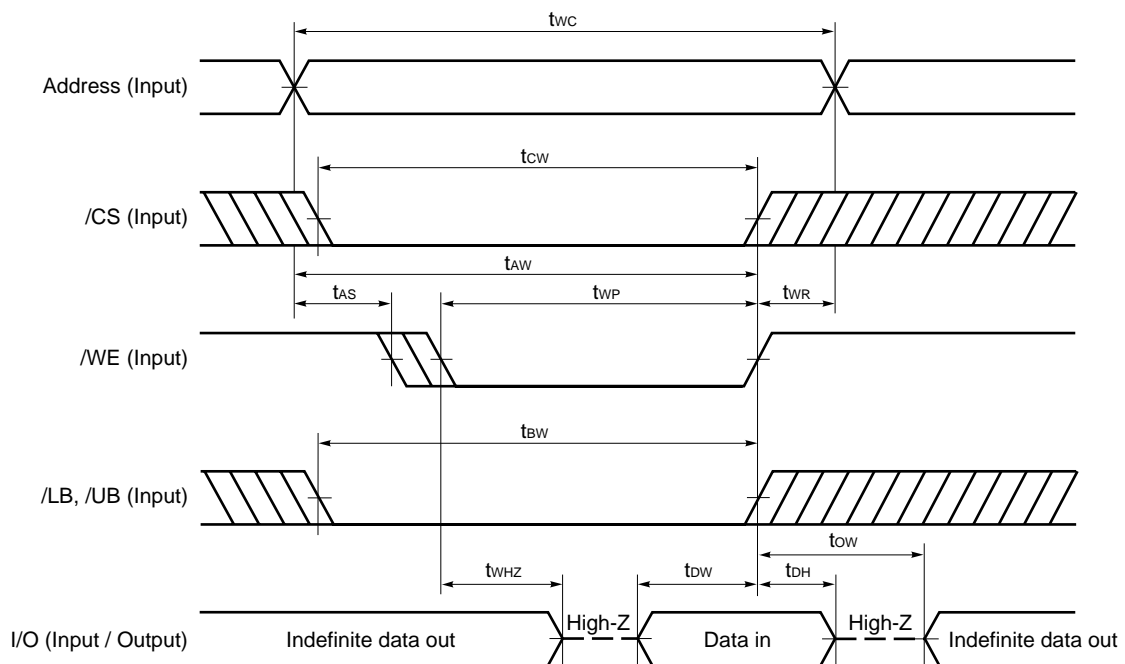 tWC
Address (Input)
tCW
/CS (Input)
tAW
tAS
tWP
tWR
/WE (Input)
tBW
/LB, /UB (Input)
tOW
tWHZ
tDW
tDH
I/O (Input / Output)
Indefinite data out
High-Z
Data in
High-Z
Indefinite data out